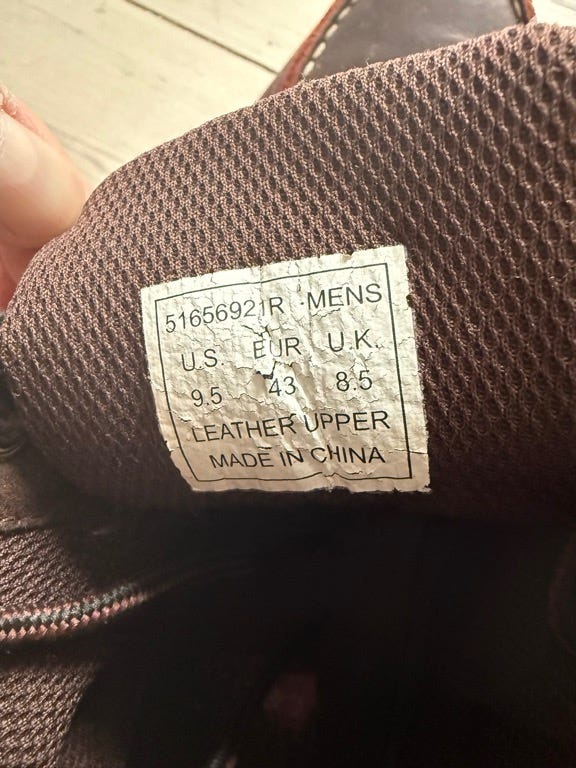 51656921R MENS
U.S. EUR U.K.
9.5 43 8.5
LEATHER UPPER
MADE IN CHINA